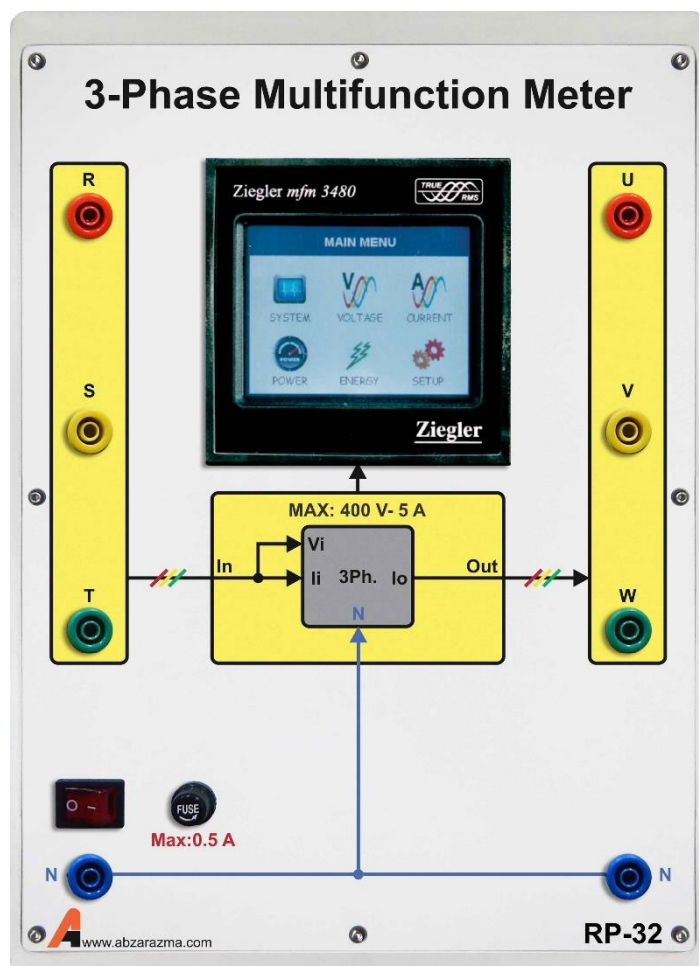 3-Phase Multifunction Meter
R
U
Ziegler mfm 3480
TRUE
RMS
MAIN MENU
V
A
SYSTEM
VOLTAGE
CURRENT
S
V
POWER
POWER
ENERGY
SETUP
Ziegler
MAX: 400 V- 5 A
In
Vi
Out
Ii
3Ph.
Io
T
N
W
O
FUSE
Max:0.5 A
N
N
A
www.abzarazma.com
RP-32